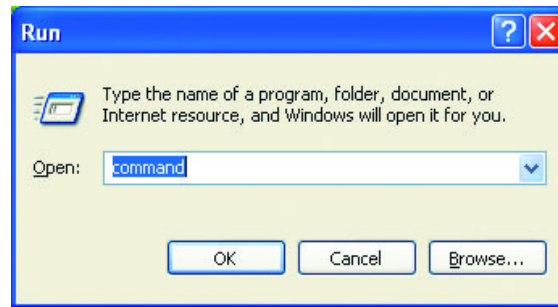 Run
Type the name of a program, folder, document, or
Internet resource, and Windows will open it for you.
Open: command
OK Cancel Browse...